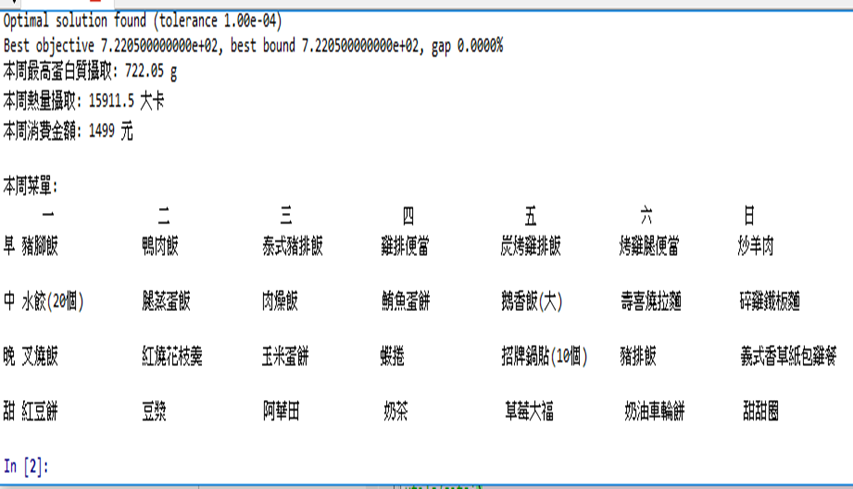 Optimal solution found (tolerance 1.00e-04)
Best objective 7.220500000000e+02, best bound 7.220500000000e+02, gap 0.0000%
本周最高蛋白質攝取: 722.05 g
本周熱量攝取: 15911.5 大卡
本周消費金額: 1499 元
本周菜單:
一 二 三 四 五 六 日
早 豬腳飯 鴨肉飯 泰式豬排飯 雞排便當 炭烤雞排飯 烤雞腿便當 炒羊肉
中 水餃(20個) 腿蒸蛋飯 肉燥飯 鮪魚蛋餅 鵝香飯(大) 壽喜燒拉麵 碎雞鐵板麵
晚 叉燒飯 紅燒花枝羹 玉米蛋餅 蝦捲 招牌鍋貼(10個) 豬排飯 義式香草紙包雞餐
甜 紅豆餅 豆漿 阿華田 奶茶 草莓大福 奶油車輪餅 甜甜圈
In [2]: